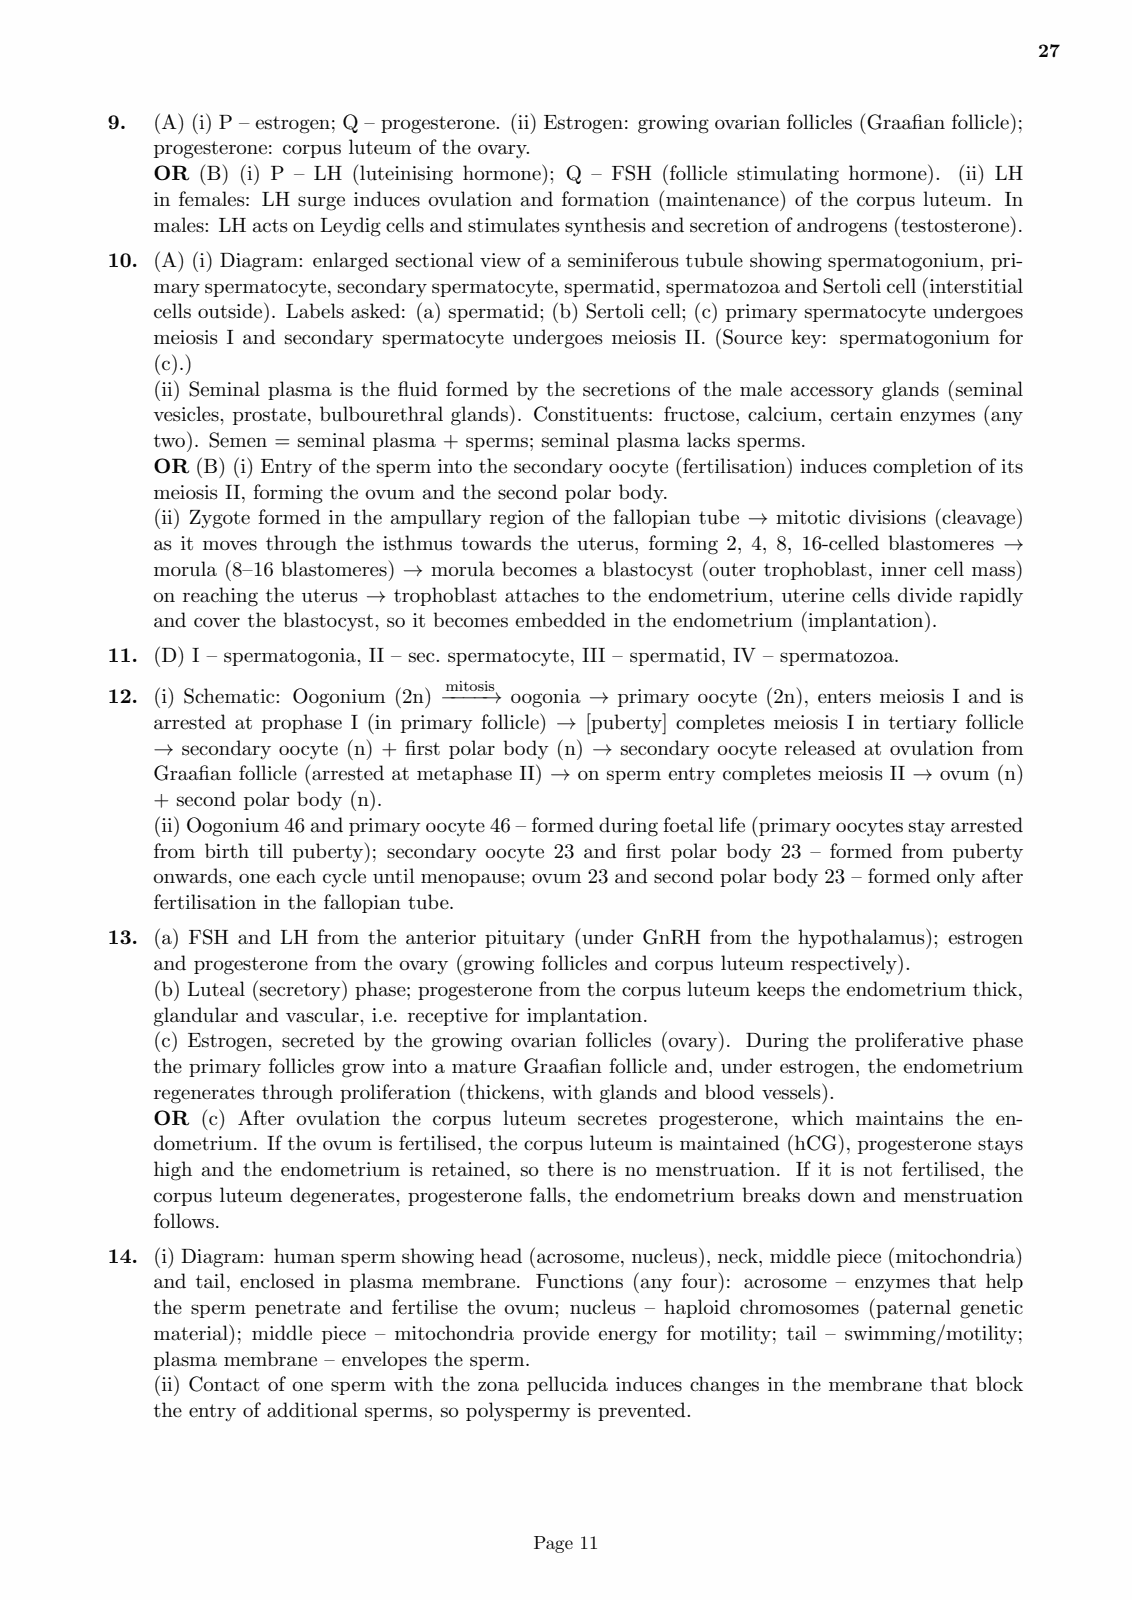 27
9. (A) (i) P – estrogen; Q – progesterone. (ii) Estrogen: growing ovarian follicles (Graafian follicle);
progesterone: corpus luteum of the ovary.
OR (B) (i) P – LH (luteinising hormone); Q – FSH (follicle stimulating hormone). (ii) LH
in females: LH surge induces ovulation and formation (maintenance) of the corpus luteum. In
males: LH acts on Leydig cells and stimulates synthesis and secretion of androgens (testosterone).
10. (A) (i) Diagram: enlarged sectional view of a seminiferous tubule showing spermatogonium, pri-
mary spermatocyte, secondary spermatocyte, spermatid, spermatozoa and Sertoli cell (interstitial
cells outside). Labels asked: (a) spermatid; (b) Sertoli cell; (c) primary spermatocyte undergoes
meiosis I and secondary spermatocyte undergoes meiosis II. (Source key: spermatogonium for
(c).)
(ii) Seminal plasma is the fluid formed by the secretions of the male accessory glands (seminal
vesicles, prostate, bulbourethral glands). Constituents: fructose, calcium, certain enzymes (any
two). Semen = seminal plasma + sperms; seminal plasma lacks sperms.
OR (B) (i) Entry of the sperm into the secondary oocyte (fertilisation) induces completion of its
meiosis II, forming the ovum and the second polar body.
(ii) Zygote formed in the ampullary region of the fallopian tube → mitotic divisions (cleavage)
as it moves through the isthmus towards the uterus, forming 2, 4, 8, 16-celled blastomeres →
morula (8–16 blastomeres) → morula becomes a blastocyst (outer trophoblast, inner cell mass)
on reaching the uterus → trophoblast attaches to the endometrium, uterine cells divide rapidly
and cover the blastocyst, so it becomes embedded in the endometrium (implantation).
11. (D) I – spermatogonia, II – sec. spermatocyte, III – spermatid, IV – spermatozoa.
12. (i) Schematic: Oogonium (2n) mitosis→ oogonia → primary oocyte (2n), enters meiosis I and is
arrested at prophase I (in primary follicle) → [puberty] completes meiosis I in tertiary follicle
→ secondary oocyte (n) + first polar body (n) → secondary oocyte released at ovulation from
Graafian follicle (arrested at metaphase II) → on sperm entry completes meiosis II → ovum (n)
+ second polar body (n).
(ii) Oogonium 46 and primary oocyte 46 – formed during foetal life (primary oocytes stay arrested
from birth till puberty); secondary oocyte 23 and first polar body 23 – formed from puberty
onwards, one each cycle until menopause; ovum 23 and second polar body 23 – formed only after
fertilisation in the fallopian tube.
13. (a) FSH and LH from the anterior pituitary (under GnRH from the hypothalamus); estrogen
and progesterone from the ovary (growing follicles and corpus luteum respectively).
(b) Luteal (secretory) phase; progesterone from the corpus luteum keeps the endometrium thick,
glandular and vascular, i.e. receptive for implantation.
(c) Estrogen, secreted by the growing ovarian follicles (ovary). During the proliferative phase
the primary follicles grow into a mature Graafian follicle and, under estrogen, the endometrium
regenerates through proliferation (thickens, with glands and blood vessels).
OR (c) After ovulation the corpus luteum secretes progesterone, which maintains the en-
dometrium. If the ovum is fertilised, the corpus luteum is maintained (hCG), progesterone stays
high and the endometrium is retained, so there is no menstruation. If it is not fertilised, the
corpus luteum degenerates, progesterone falls, the endometrium breaks down and menstruation
follows.
14. (i) Diagram: human sperm showing head (acrosome, nucleus), neck, middle piece (mitochondria)
and tail, enclosed in plasma membrane. Functions (any four): acrosome – enzymes that help
the sperm penetrate and fertilise the ovum; nucleus – haploid chromosomes (paternal genetic
material); middle piece – mitochondria provide energy for motility; tail – swimming/motility;
plasma membrane – envelopes the sperm.
(ii) Contact of one sperm with the zona pellucida induces changes in the membrane that block
the entry of additional sperms, so polyspermy is prevented.
Page 11